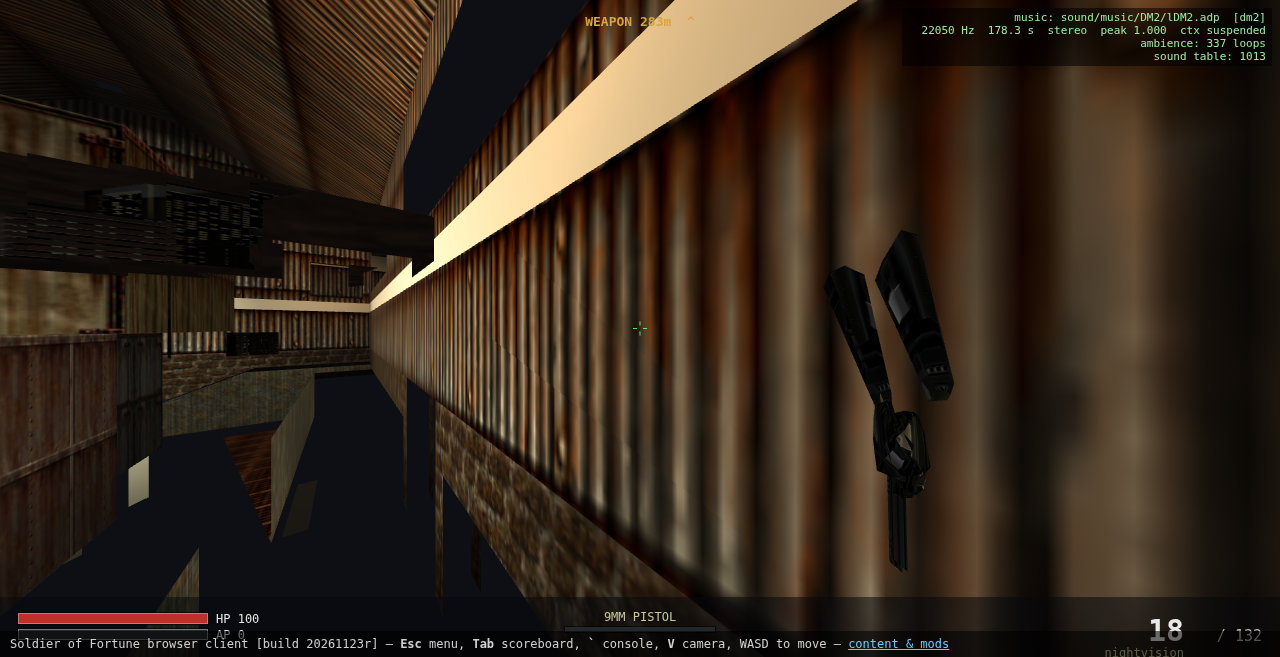 WEAPON 283m ^
music: sound/music/DM2/lDM2.adp [dm2]
22050 Hz 178.3 s stereo peak 1.000 ctx suspended
ambience: 337 loops
sound table: 1013
HP 100
AP 0
9MM PISTOL
18 / 132
nightvision
Soldier of Fortune browser client [build 20261123r] — Esc menu, Tab scoreboard, ` console, V camera, WASD to move — content & mods